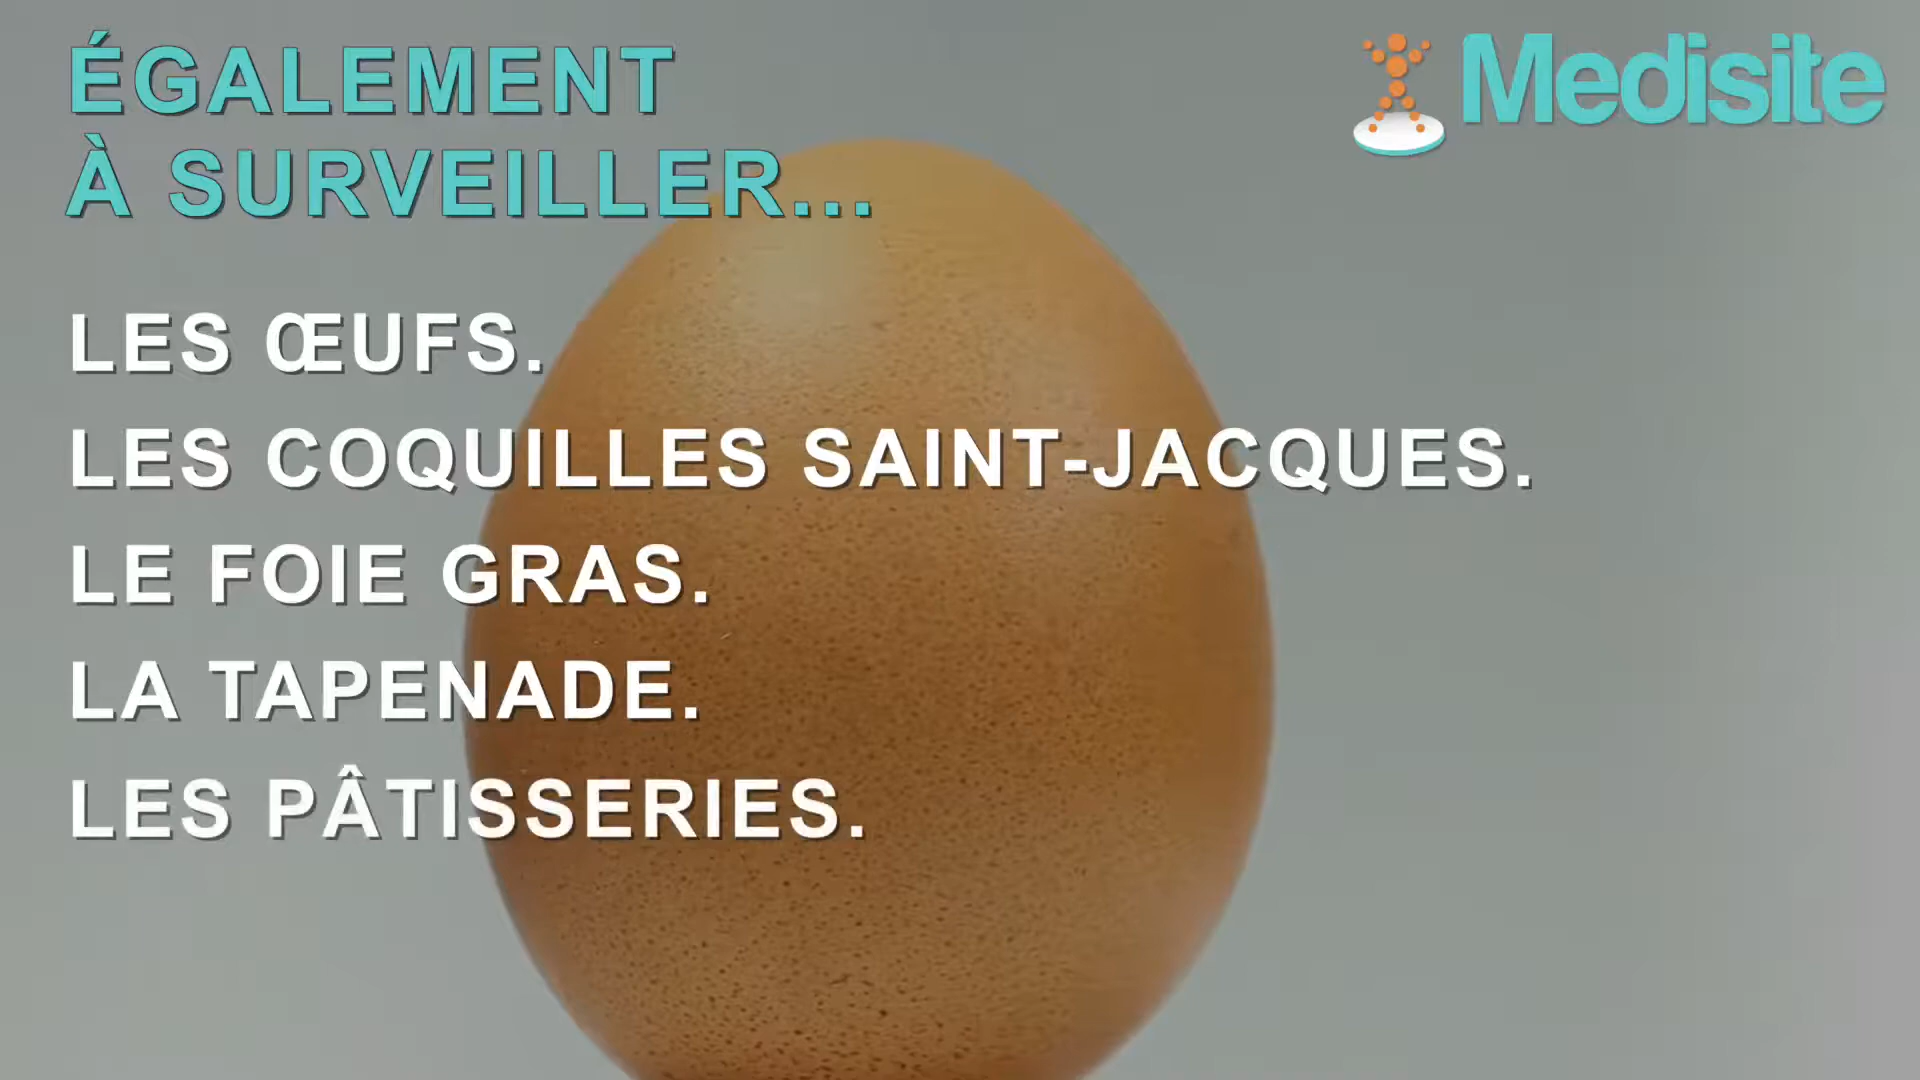 ÉGALEMENT
À SURVEILLER...
Medisite
LES ŒUFS.
LES COQUILLES SAINT-JACQUES.
LE FOIE GRAS.
LA TAPENADE.
LES PÂTISSERIES.